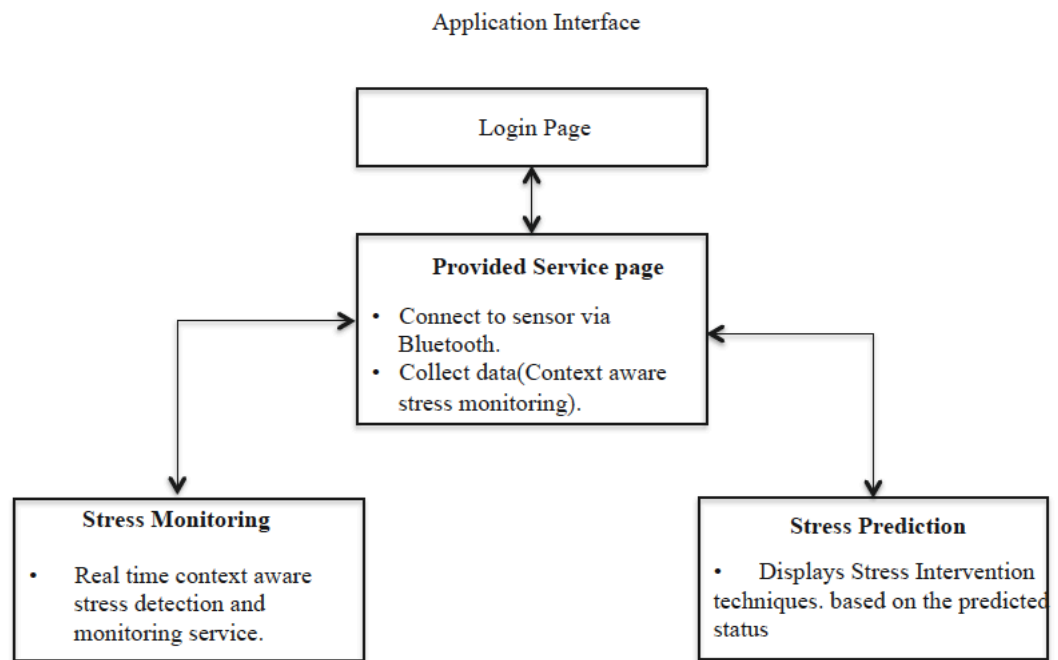 Application Interface
Login Page
Provided Service page
• Connect to sensor via
Bluetooth.
• Collect data(Context aware
stress monitoring).
Stress Monitoring
• Real time context aware
stress detection and
monitoring service.
Stress Prediction
• Displays Stress Intervention
techniques. based on the predicted
status